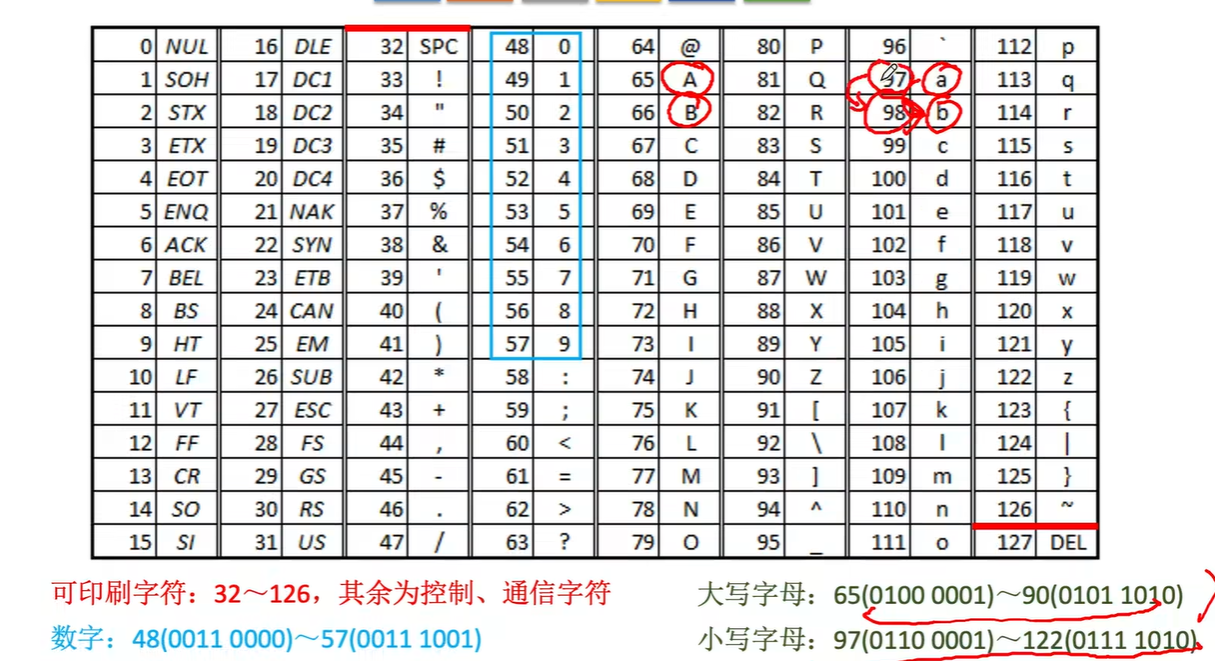 0 NUL 16 DLE 32 SPC 48 0 64 @ 80 P 96 ` 112 p
1 SOH 17 DC1 33 ! 49 1 65 A 81 Q 97 a 113 q
2 STX 18 DC2 34 " 50 2 66 B 82 R 98 b 114 r
3 ETX 19 DC3 35 # 51 3 67 C 83 S 99 c 115 s
4 EOT 20 DC4 36 $ 52 4 68 D 84 T 100 d 116 t
5 ENQ 21 NAK 37 % 53 5 69 E 85 U 101 e 117 u
6 ACK 22 SYN 38 & 54 6 70 F 86 V 102 f 118 v
7 BEL 23 ETB 39 ' 55 7 71 G 87 W 103 g 119 w
8 BS 24 CAN 40 ( 56 8 72 H 88 X 104 h 120 x
9 HT 25 EM 41 ) 57 9 73 I 89 Y 105 i 121 y
10 LF 26 SUB 42 * 58 : 74 J 90 Z 106 j 122 z
11 VT 27 ESC 43 + 59 ; 75 K 91 [ 107 k 123 {
12 FF 28 FS 44 , 60 < 76 L 92 \ 108 l 124 |
13 CR 29 GS 45 - 61 = 77 M 93 ] 109 m 125 }
14 SO 30 RS 46 . 62 > 78 N 94 ^ 110 n 126 ~
15 SI 31 US 47 / 63 ? 79 O 95 _ 111 o 127 DEL
可印刷字符：32～126，其余为控制、通信字符
大写字母：65(0100 0001)～90(0101 1010)
数字：48(0011 0000)～57(0011 1001)
小写字母：97(0110 0001)～122(0111 1010)